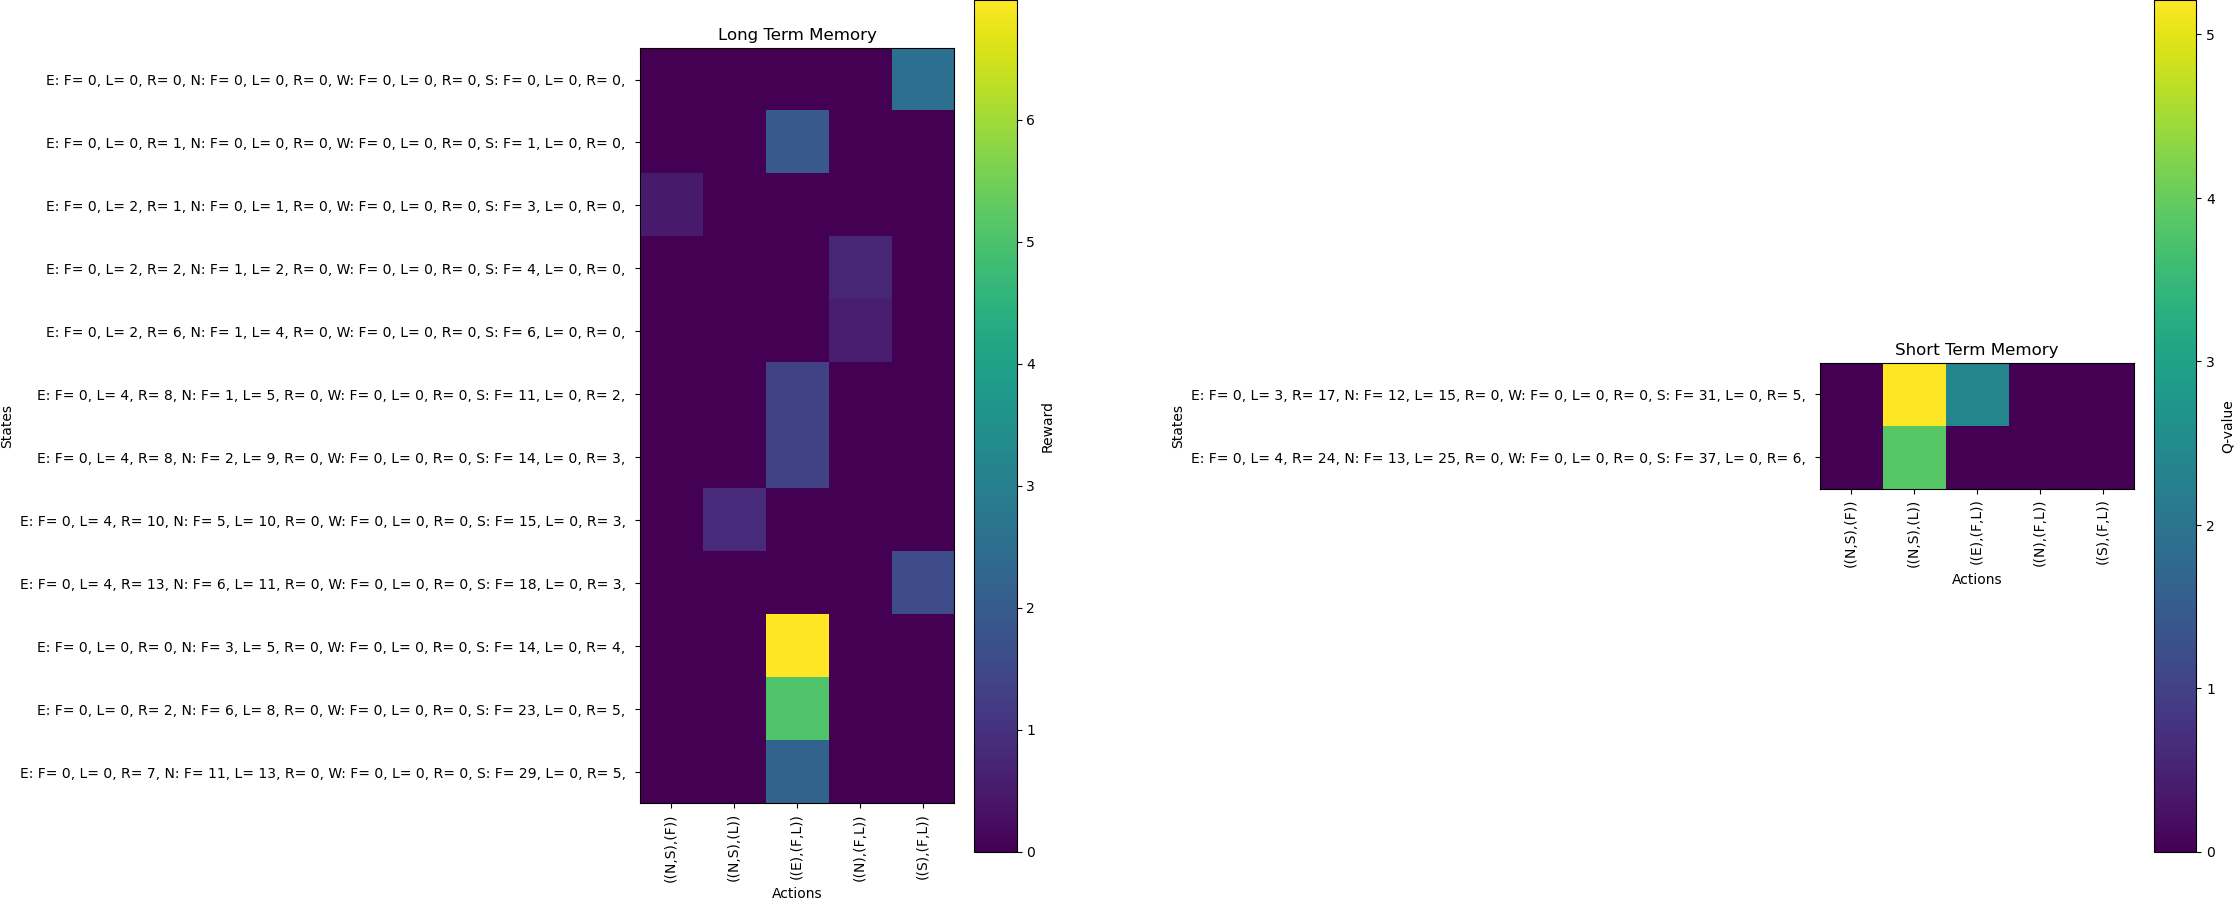 Long Term Memory
States
E: F= 0, L= 0, R= 0, N: F= 0, L= 0, R= 0, W: F= 0, L= 0, R= 0, S: F= 0, L= 0, R= 0,
E: F= 0, L= 0, R= 1, N: F= 0, L= 0, R= 0, W: F= 0, L= 0, R= 0, S: F= 1, L= 0, R= 0,
E: F= 0, L= 2, R= 1, N: F= 0, L= 1, R= 0, W: F= 0, L= 0, R= 0, S: F= 3, L= 0, R= 0,
E: F= 0, L= 2, R= 2, N: F= 1, L= 2, R= 0, W: F= 0, L= 0, R= 0, S: F= 4, L= 0, R= 0,
E: F= 0, L= 2, R= 6, N: F= 1, L= 4, R= 0, W: F= 0, L= 0, R= 0, S: F= 6, L= 0, R= 0,
E: F= 0, L= 4, R= 8, N: F= 1, L= 5, R= 0, W: F= 0, L= 0, R= 0, S: F= 11, L= 0, R= 2,
E: F= 0, L= 4, R= 8, N: F= 2, L= 9, R= 0, W: F= 0, L= 0, R= 0, S: F= 14, L= 0, R= 3,
E: F= 0, L= 4, R= 10, N: F= 5, L= 10, R= 0, W: F= 0, L= 0, R= 0, S: F= 15, L= 0, R= 3,
E: F= 0, L= 4, R= 13, N: F= 6, L= 11, R= 0, W: F= 0, L= 0, R= 0, S: F= 18, L= 0, R= 3,
E: F= 0, L= 0, R= 0, N: F= 3, L= 5, R= 0, W: F= 0, L= 0, R= 0, S: F= 14, L= 0, R= 4,
E: F= 0, L= 0, R= 2, N: F= 6, L= 8, R= 0, W: F= 0, L= 0, R= 0, S: F= 23, L= 0, R= 5,
E: F= 0, L= 0, R= 7, N: F= 11, L= 13, R= 0, W: F= 0, L= 0, R= 0, S: F= 29, L= 0, R= 5,
((N,S),(F))
((N,S),(L))
((E),(F,L))
((N),(F,L))
((S),(F,L))
Actions
6
5
4
3
2
1
0
Reward
Short Term Memory
States
E: F= 0, L= 3, R= 17, N: F= 12, L= 15, R= 0, W: F= 0, L= 0, R= 0, S: F= 31, L= 0, R= 5,
E: F= 0, L= 4, R= 24, N: F= 13, L= 25, R= 0, W: F= 0, L= 0, R= 0, S: F= 37, L= 0, R= 6,
((N,S),(F))
((N,S),(L))
((E),(F,L))
((N),(F,L))
((S),(F,L))
Actions
5
4
3
2
1
0
Q-value